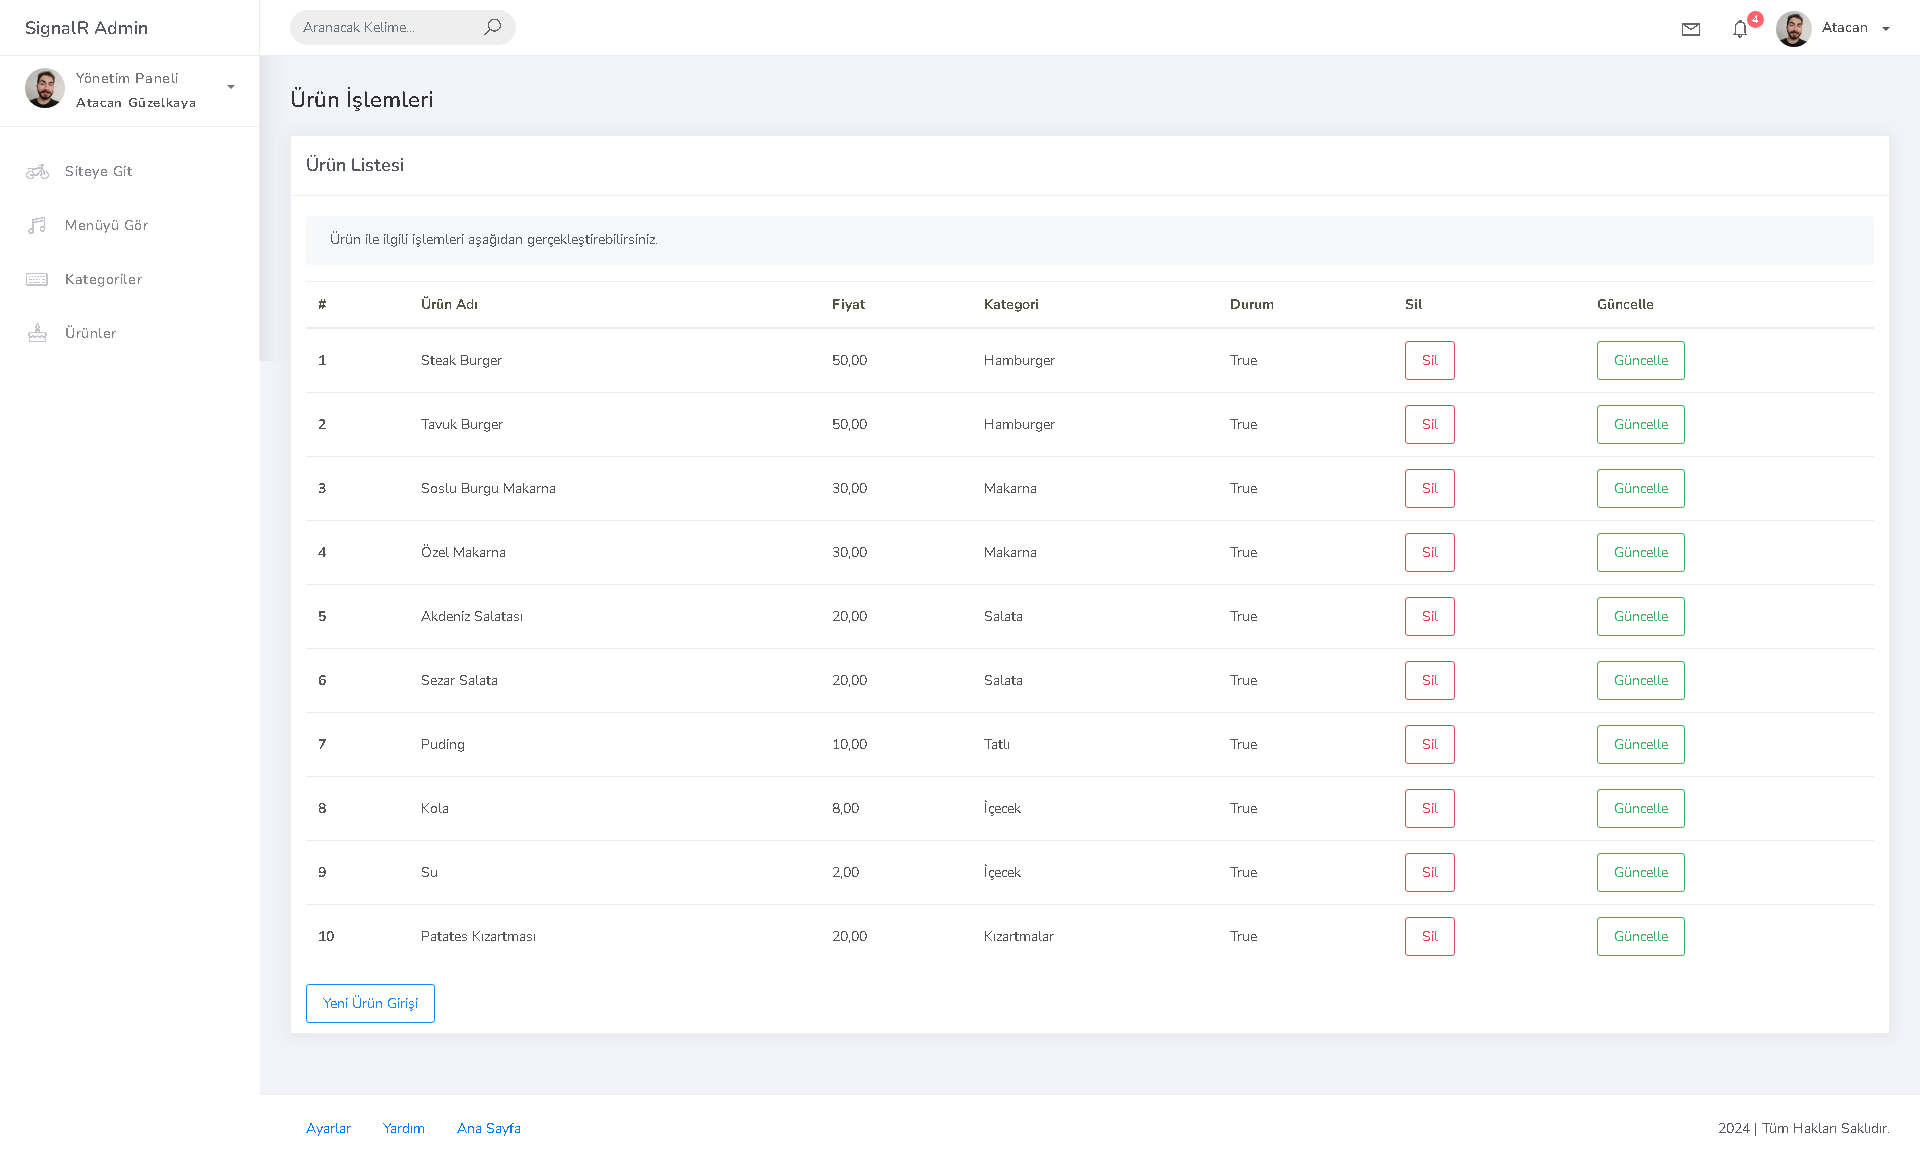 SignalR Admin
Aranacak Kelime...
4
Atacan
Yönetim Paneli
Atacan Güzelkaya
Siteye Git
Menüyü Gör
Kategoriler
Ürünler
Ürün İşlemleri
Ürün Listesi
Ürün ile ilgili işlemleri aşağıdan gerçekleştirebilirsiniz.
# Ürün Adı Fiyat Kategori Durum Sil Güncelle
1 Steak Burger 50,00 Hamburger True Sil Güncelle
2 Tavuk Burger 50,00 Hamburger True Sil Güncelle
3 Soslu Burgu Makarna 30,00 Makarna True Sil Güncelle
4 Özel Makarna 30,00 Makarna True Sil Güncelle
5 Akdeniz Salatası 20,00 Salata True Sil Güncelle
6 Sezar Salata 20,00 Salata True Sil Güncelle
7 Puding 10,00 Tatlı True Sil Güncelle
8 Kola 8,00 İçecek True Sil Güncelle
9 Su 2,00 İçecek True Sil Güncelle
10 Patates Kızartması 20,00 Kızartmalar True Sil Güncelle
Yeni Ürün Girişi
Ayarlar Yardım Ana Sayfa
2024 | Tüm Hakları Saklıdır.